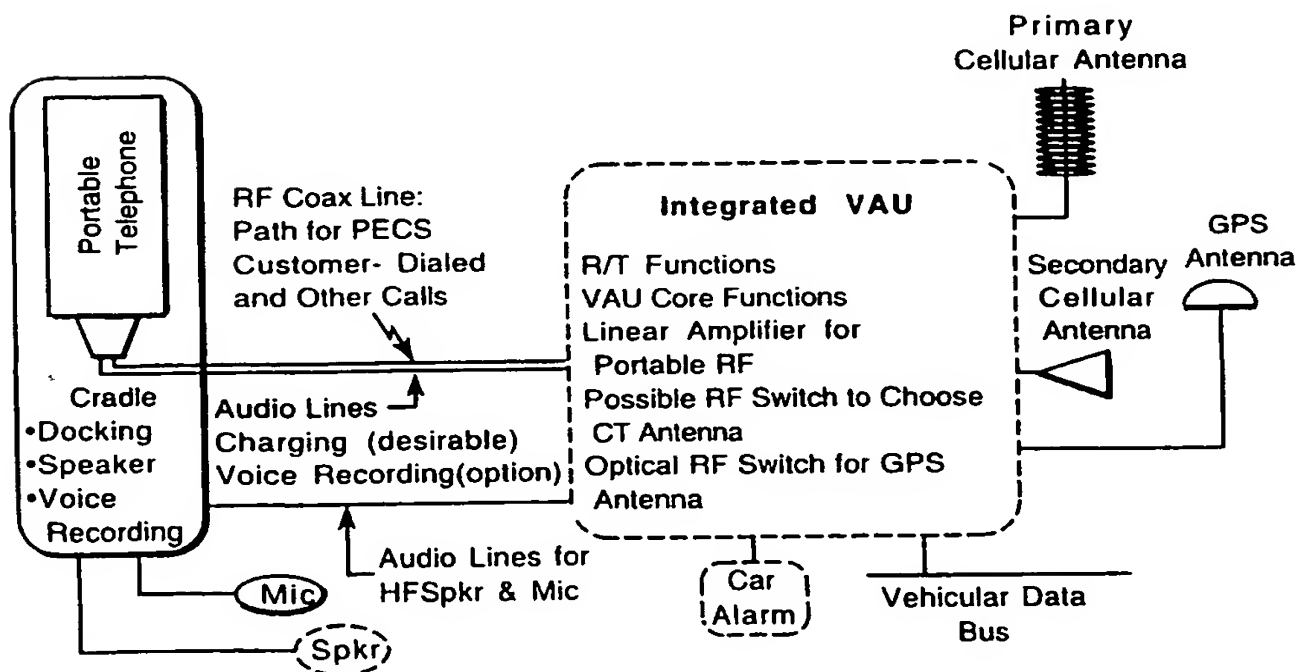 Primary
Cellular Antenna
Portable
Telephone
RF Coax Line:
Path for PECS
Customer- Dialed
and Other Calls
Integrated VAU
R/T Functions
VAU Core Functions
Linear Amplifier for
Portable RF
Possible RF Switch to Choose
CT Antenna
Optical RF Switch for GPS
Antenna
GPS
Antenna
Secondary
Cellular
Antenna
Cradle
•Docking
•Speaker
•Voice
Recording
Audio Lines
Charging (desirable)
Voice Recording(option)
Audio Lines for
HFSpkr & Mic
Mic
Spkr
Car
Alarm
Vehicular Data
Bus